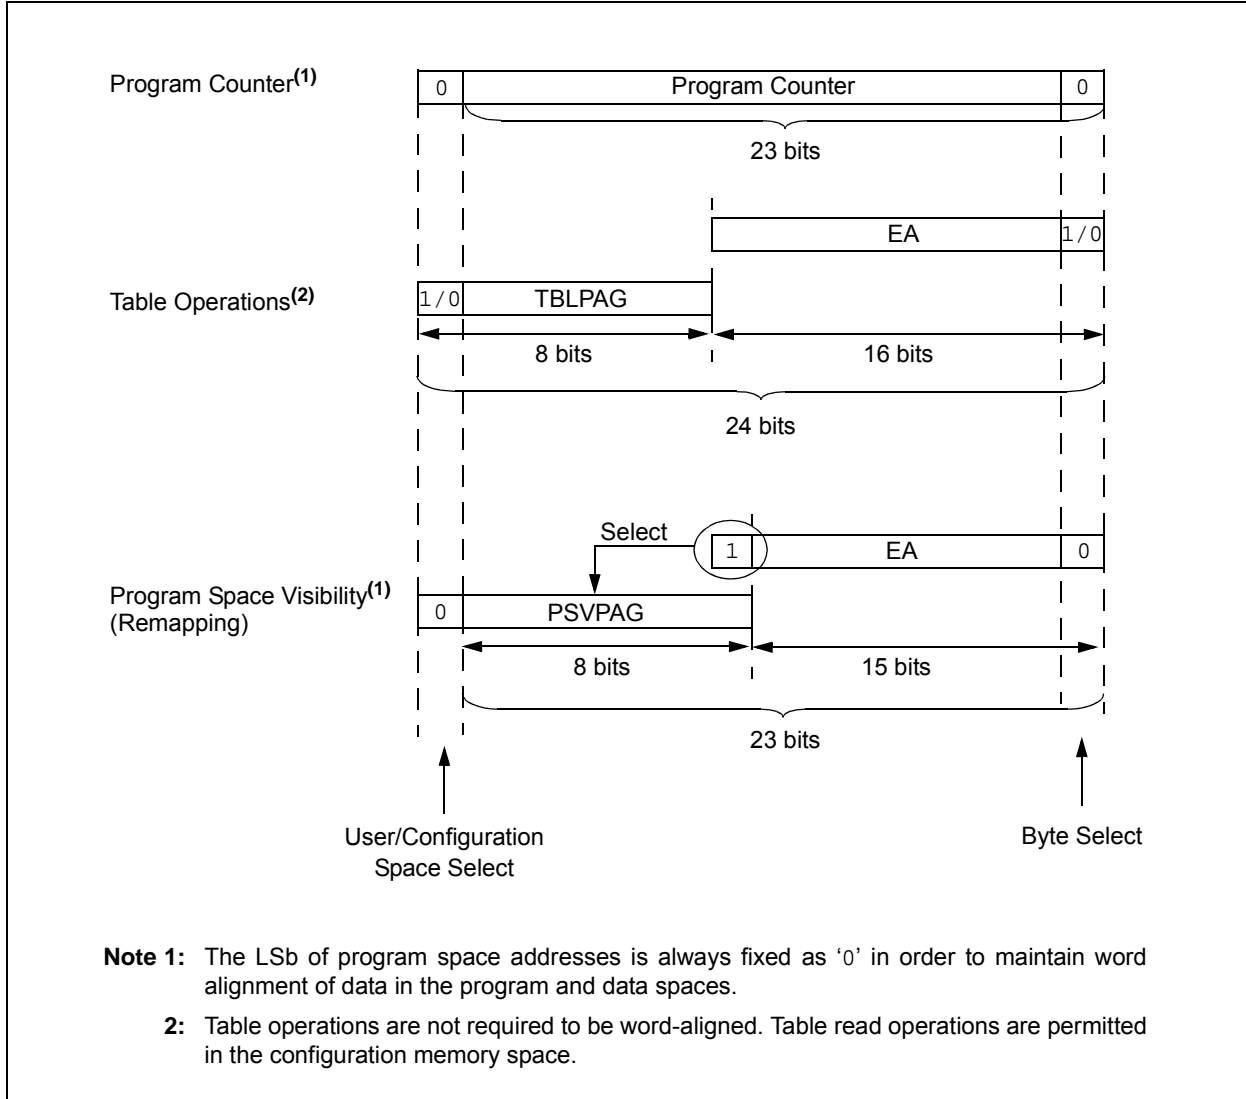 Program Counter(1)
0 Program Counter 0
23 bits
EA 1/0
Table Operations(2)
1/0 TBLPAG
8 bits 16 bits
24 bits
Select
1 EA 0
Program Space Visibility(1)
(Remapping)
0 PSVPAG
8 bits 15 bits
23 bits
User/Configuration
Space Select
Byte Select
Note 1: The LSb of program space addresses is always fixed as ‘0’ in order to maintain word
alignment of data in the program and data spaces.
2: Table operations are not required to be word-aligned. Table read operations are permitted
in the configuration memory space.